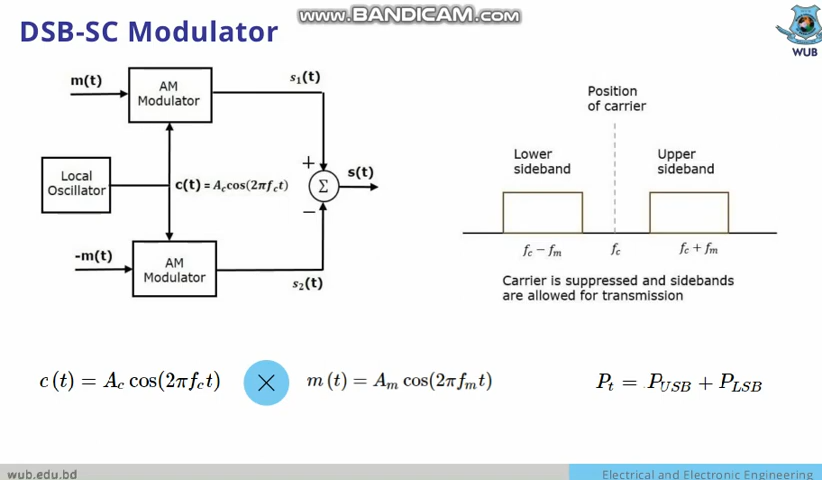 www.BANDICAM.com
DSB-SC Modulator
WUB
m(t)
AM
Modulator
s₁(t)
Local
Oscillator
c(t) = A꜀cos(2πf꜀t)
+
Σ
s(t)
−
-m(t)
AM
Modulator
s₂(t)
Position
of carrier
Lower
sideband
Upper
sideband
f꜀ − fₘ
f꜀
f꜀ + fₘ
Carrier is suppressed and sidebands
are allowed for transmission
c (t) = A꜀ cos(2πf꜀t) × m (t) = Aₘ cos(2πfₘt)
Pₜ = P_USB + P_LSB
wub.edu.bd
Electrical and Electronic Engineering